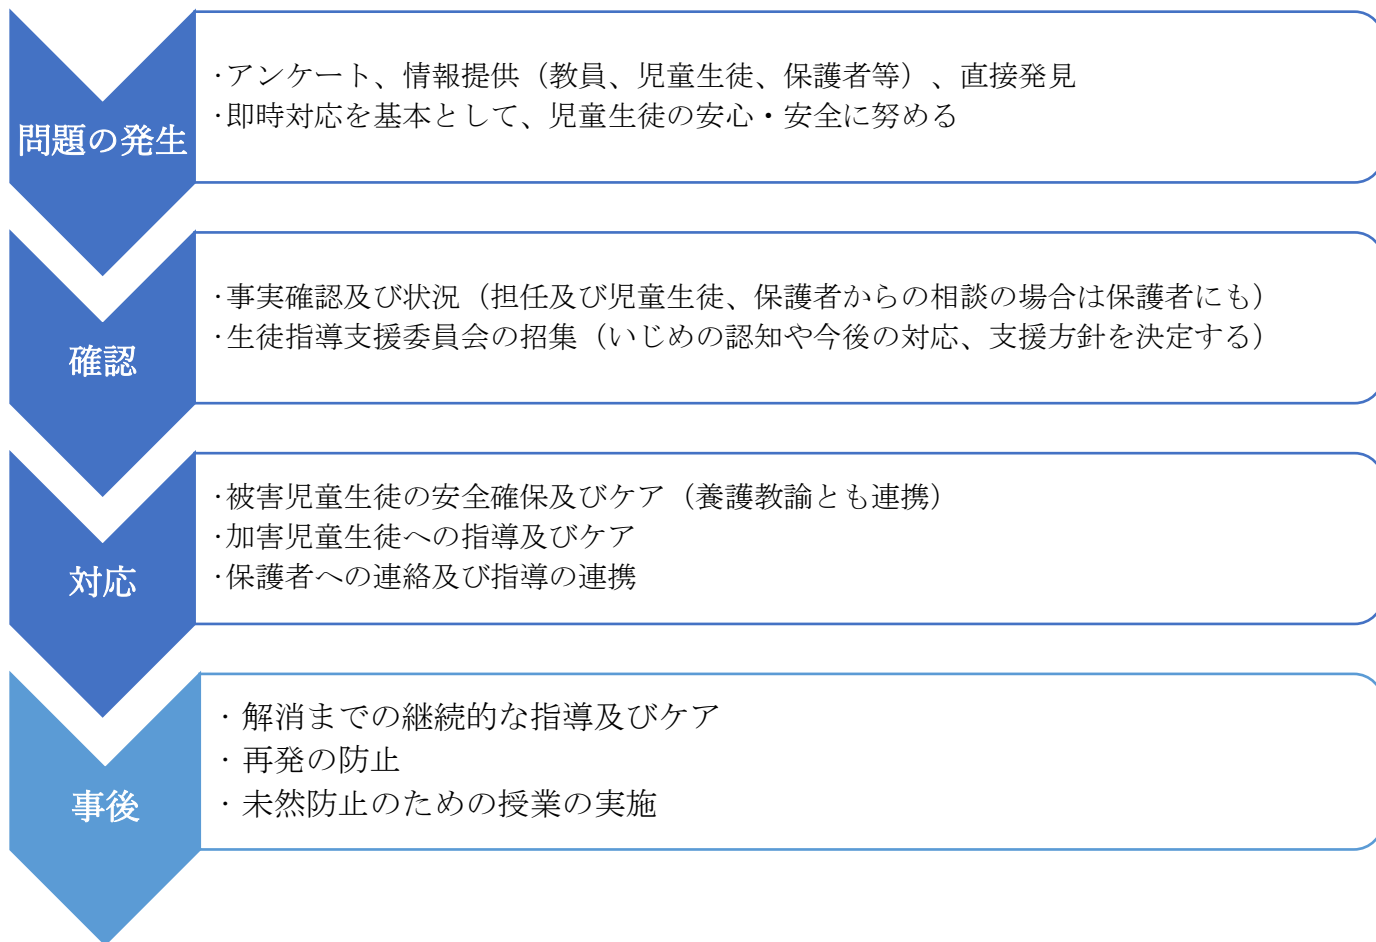 問題の発生
·アンケート、情報提供（教員、児童生徒、保護者等）、直接発見
·即時対応を基本として、児童生徒の安心・安全に努める
確認
·事実確認及び状況（担任及び児童生徒、保護者からの相談の場合は保護者にも）
·生徒指導支援委員会の招集（いじめの認知や今後の対応、支援方針を決定する）
対応
·被害児童生徒の安全確保及びケア（養護教諭とも連携）
·加害児童生徒への指導及びケア
·保護者への連絡及び指導の連携
事後
· 解消までの継続的な指導及びケア
· 再発の防止
· 未然防止のための授業の実施